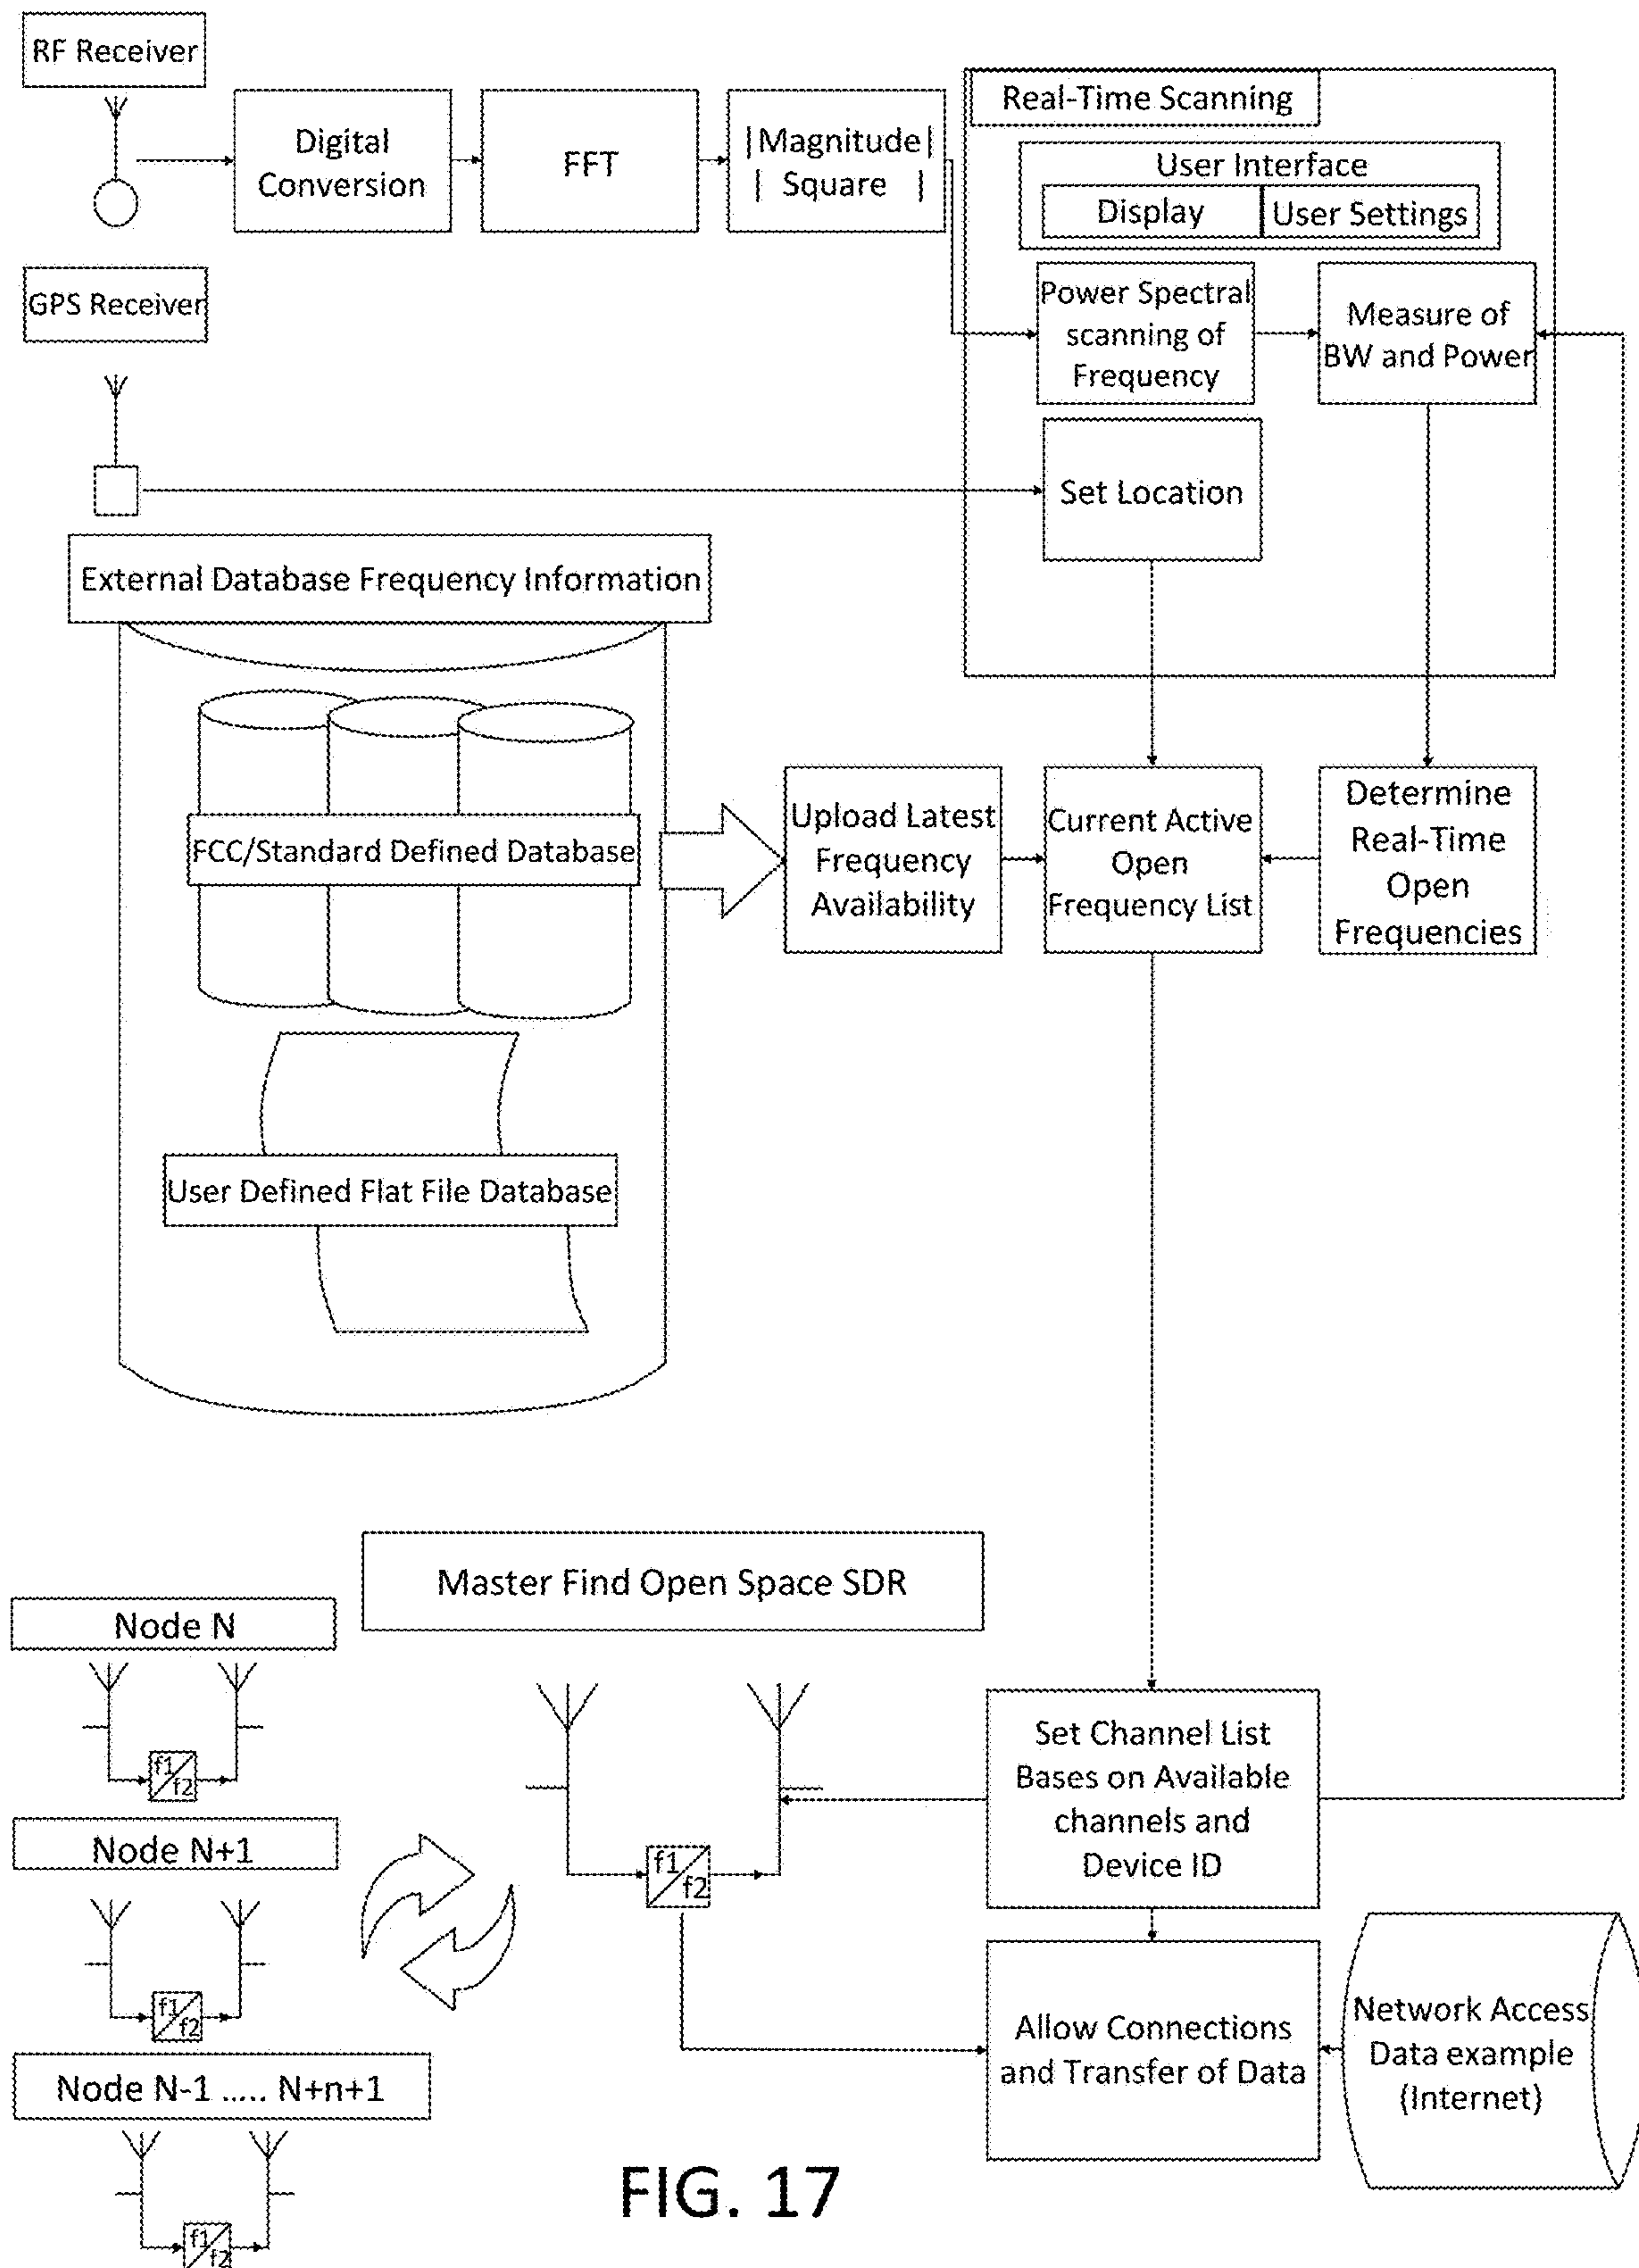 RF Receiver
Digital
Conversion
FFT
|Magnitude|
| Square |
Real-Time Scanning
User Interface
Display
User Settings
GPS Receiver
Power Spectral
scanning of
Frequency
Measure of
BW and Power
Set Location
External Database Frequency Information
FCC/Standard Defined Database
Upload Latest
Frequency
Availability
Current Active
Open
Frequency List
Determine
Real-Time
Open
Frequencies
User Defined Flat File Database
Master Find Open Space SDR
Node N
f1
f2
Node N+1
f1
f2
Node N-1 ..... N+n+1
f1
f2
f1
f2
Set Channel List
Bases on Available
channels and
Device ID
Allow Connections
and Transfer of Data
Network Access
Data example
(Internet)
FIG. 17